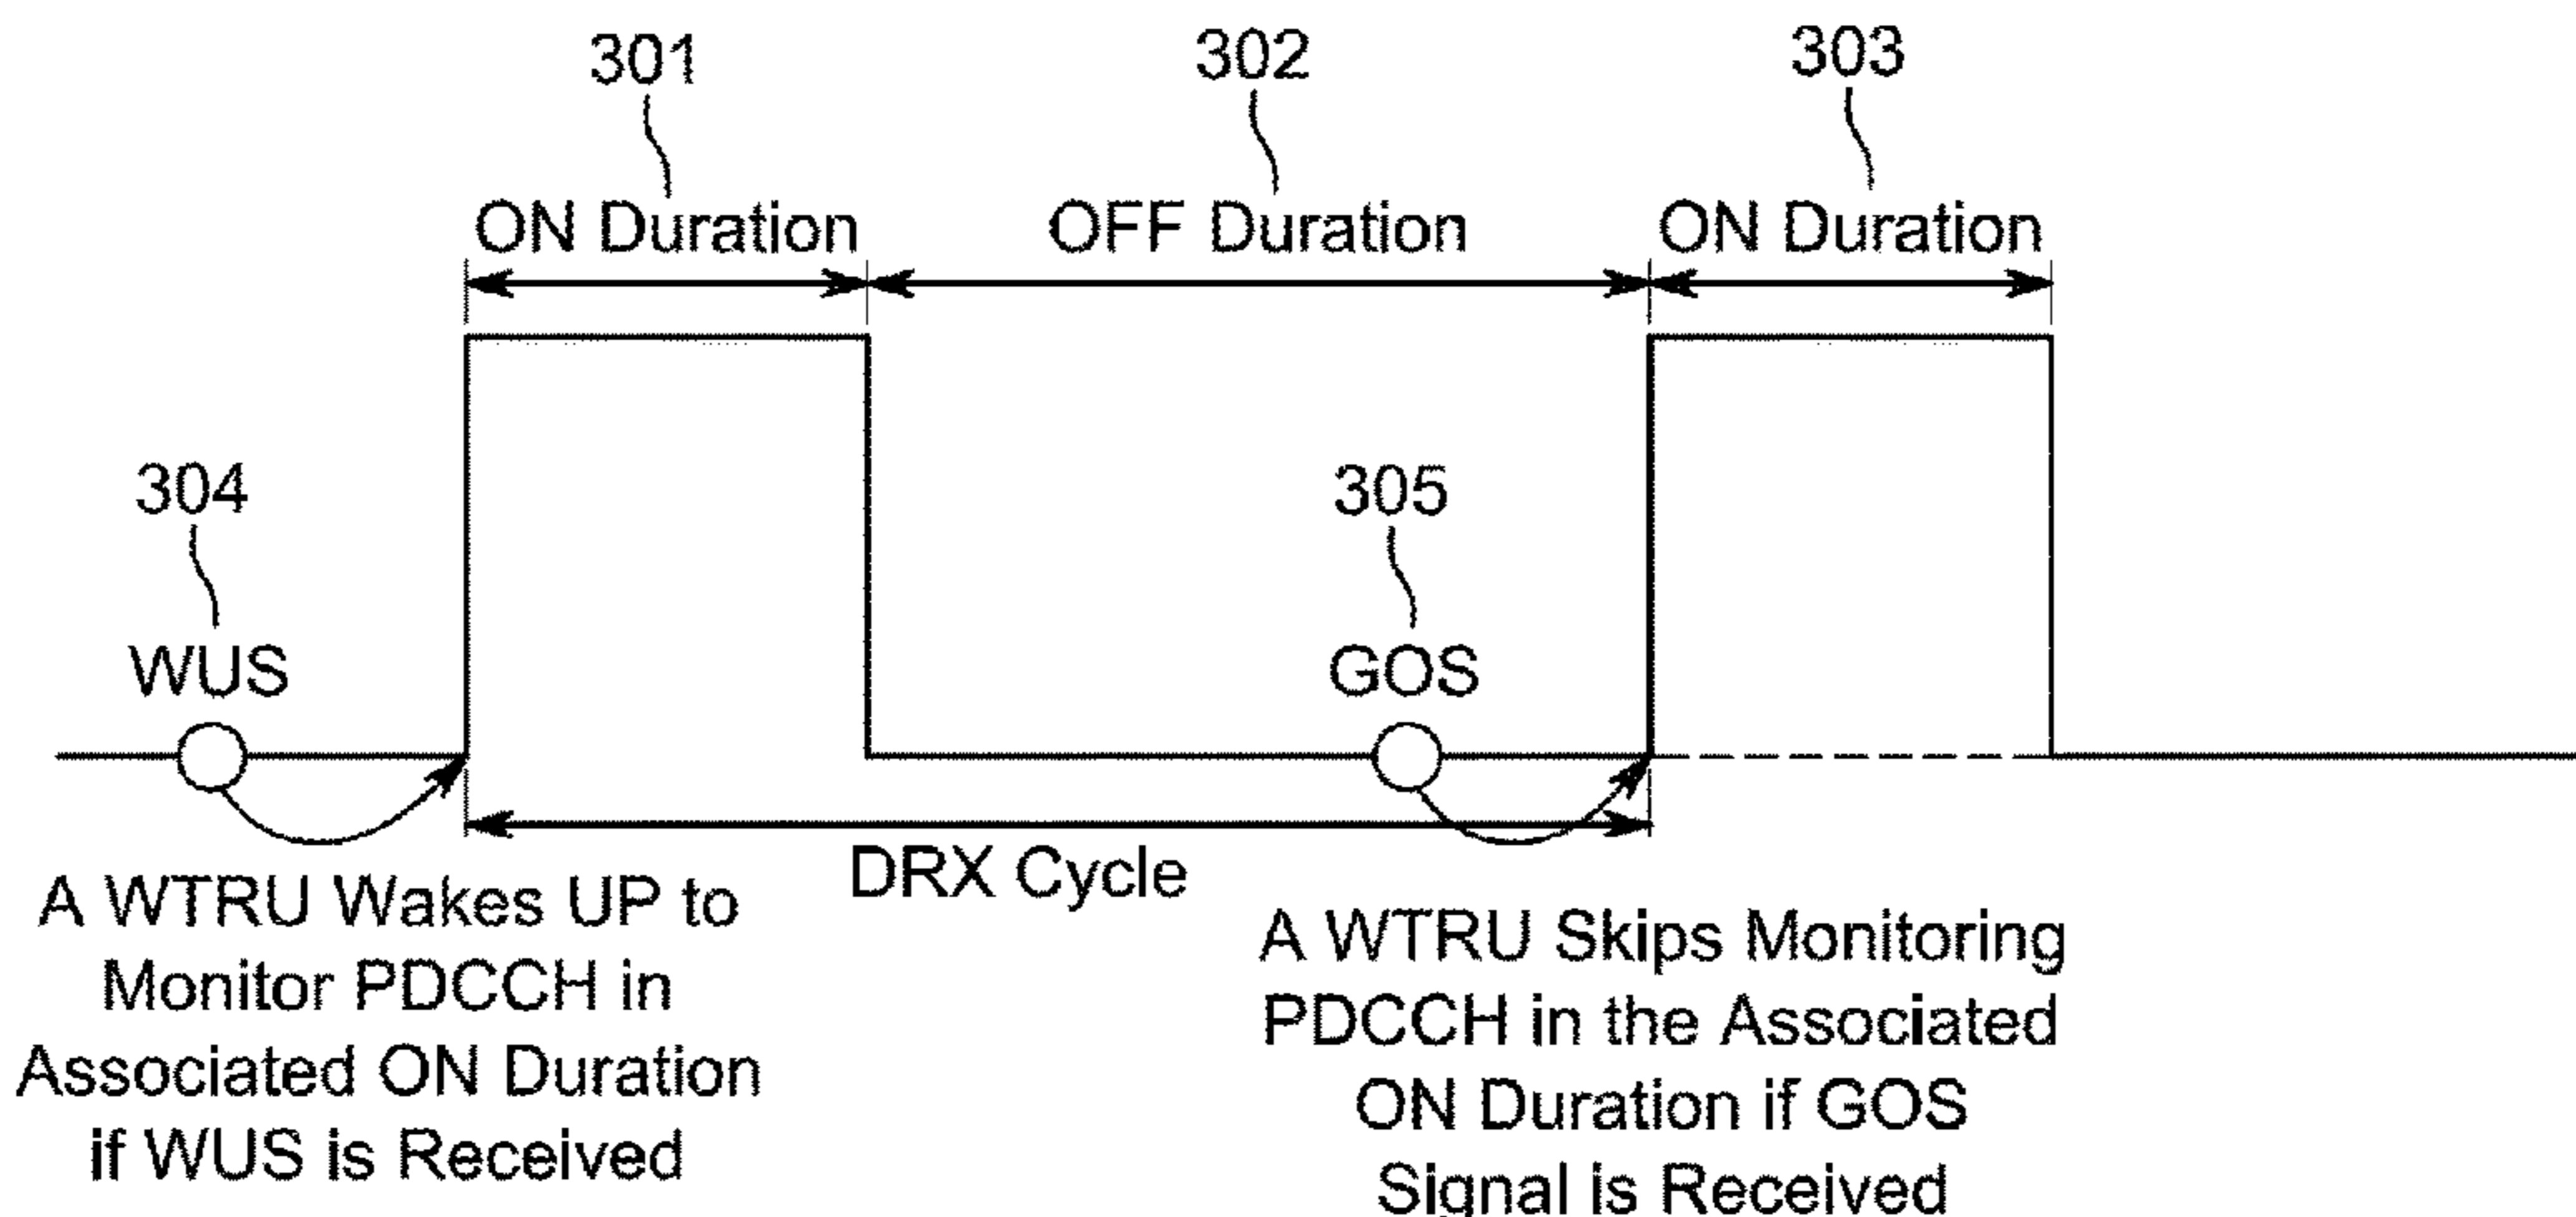 301
302
303
ON Duration
OFF Duration
ON Duration
304
305
WUS
GOS
DRX Cycle
A WTRU Wakes UP to
Monitor PDCCH in
Associated ON Duration
if WUS is Received
A WTRU Skips Monitoring
PDCCH in the Associated
ON Duration if GOS
Signal is Received